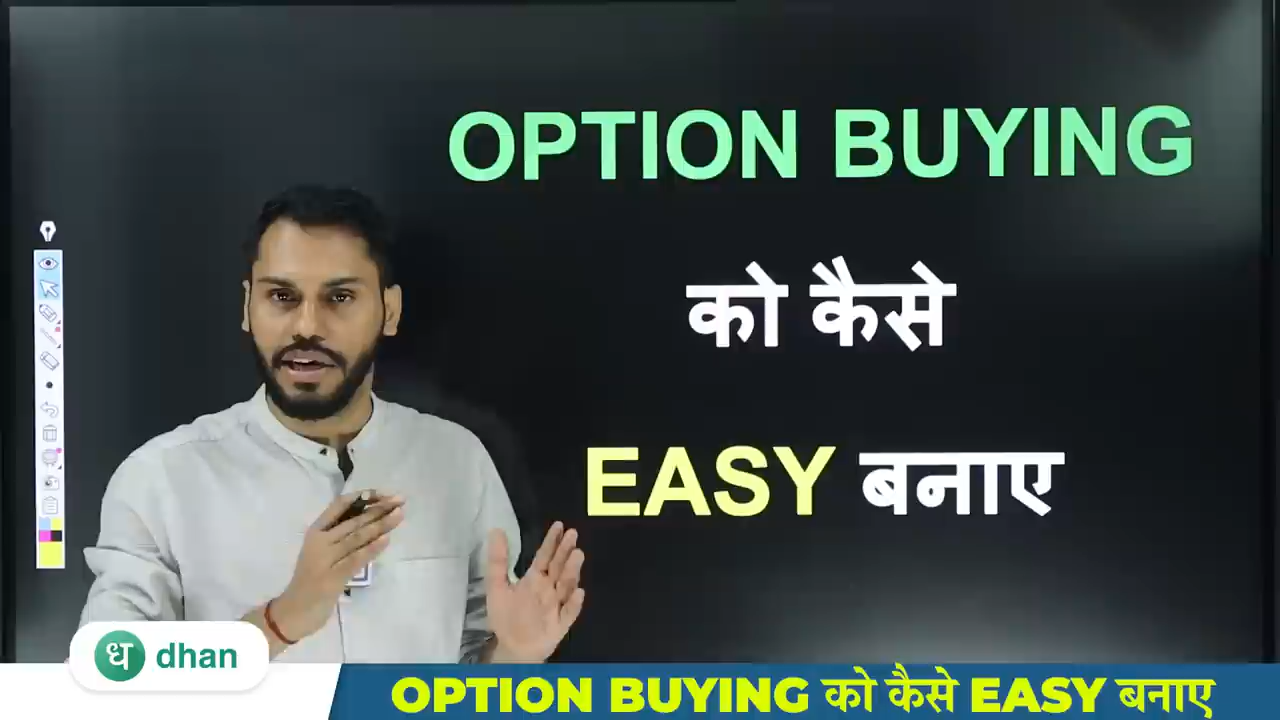 OPTION BUYING
को कैसे
EASY बनाए
ध dhan
OPTION BUYING को कैसे EASY बनाए